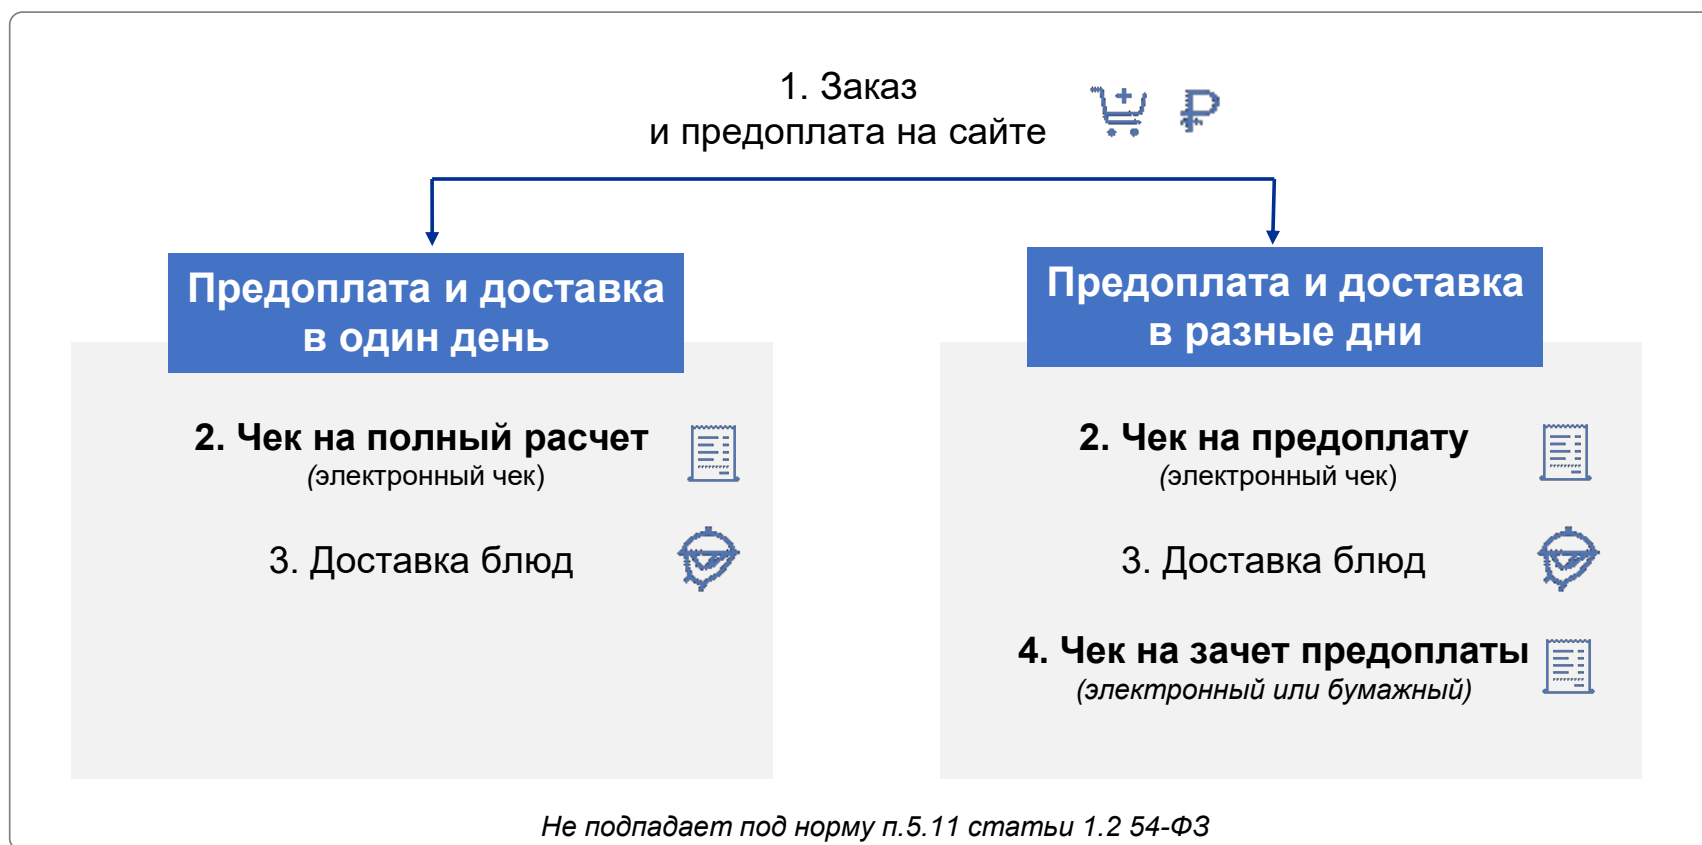 1. Заказ
и предоплата на сайте
Предоплата и доставка
в один день
2. Чек на полный расчет
(электронный чек)
3. Доставка блюд
Предоплата и доставка
в разные дни
2. Чек на предоплату
(электронный чек)
3. Доставка блюд
4. Чек на зачет предоплаты
(электронный или бумажный)
Не подпадает под норму п.5.11 статьи 1.2 54-ФЗ